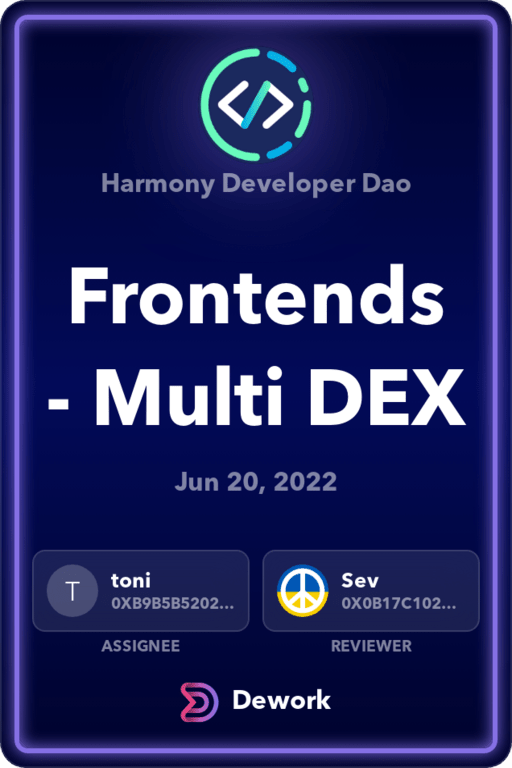 Harmony Developer Dao
Frontends
- Multi DEX
Jun 20, 2022
T
toni
0XB9B5B5202...
ASSIGNEE
Sev
0X0B17C102...
REVIEWER
Dework